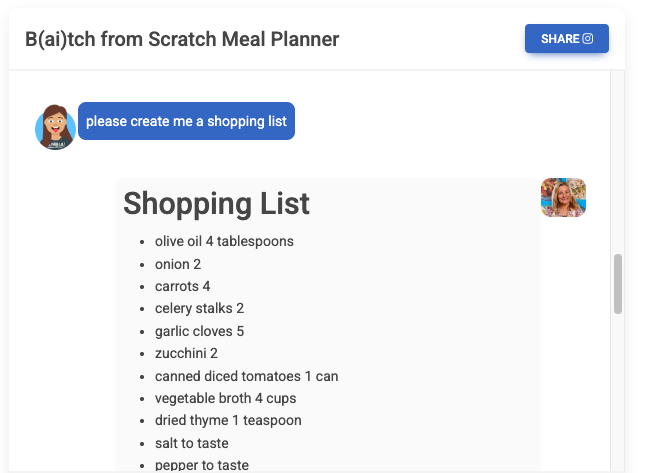 B(ai)tch from Scratch Meal Planner
SHARE
please create me a shopping list
Shopping List
• olive oil 4 tablespoons
• onion 2
• carrots 4
• celery stalks 2
• garlic cloves 5
• zucchini 2
• canned diced tomatoes 1 can
• vegetable broth 4 cups
• dried thyme 1 teaspoon
• salt to taste
• pepper to taste